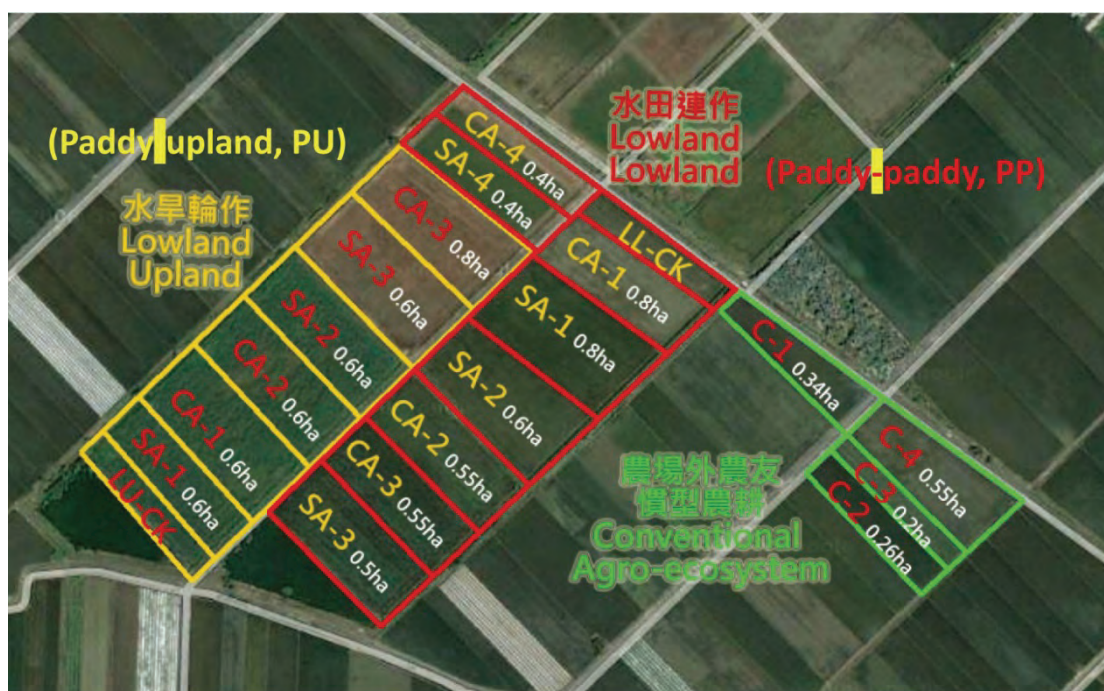 (Paddy upland, PU)
水旱輪作
Lowland
Upland
水田連作
Lowland
Lowland
(Paddy-paddy, PP)
CA-4 0.4ha
SA-4 0.4ha
CA-3 0.8ha
SA-3 0.6ha
SA-2 0.6ha
CA-2 0.6ha
CA-1 0.6ha
SA-1 0.6ha
LU-CK
LL-CK
CA-1 0.8ha
SA-1 0.8ha
SA-2 0.6ha
CA-2 0.55ha
CA-3 0.55ha
SA-3 0.5ha
C-1 0.34ha
C-4 0.55ha
C-3 0.2ha
C-2 0.26ha
農場外農友
慣型農耕
Conventional
Agro-ecosystem